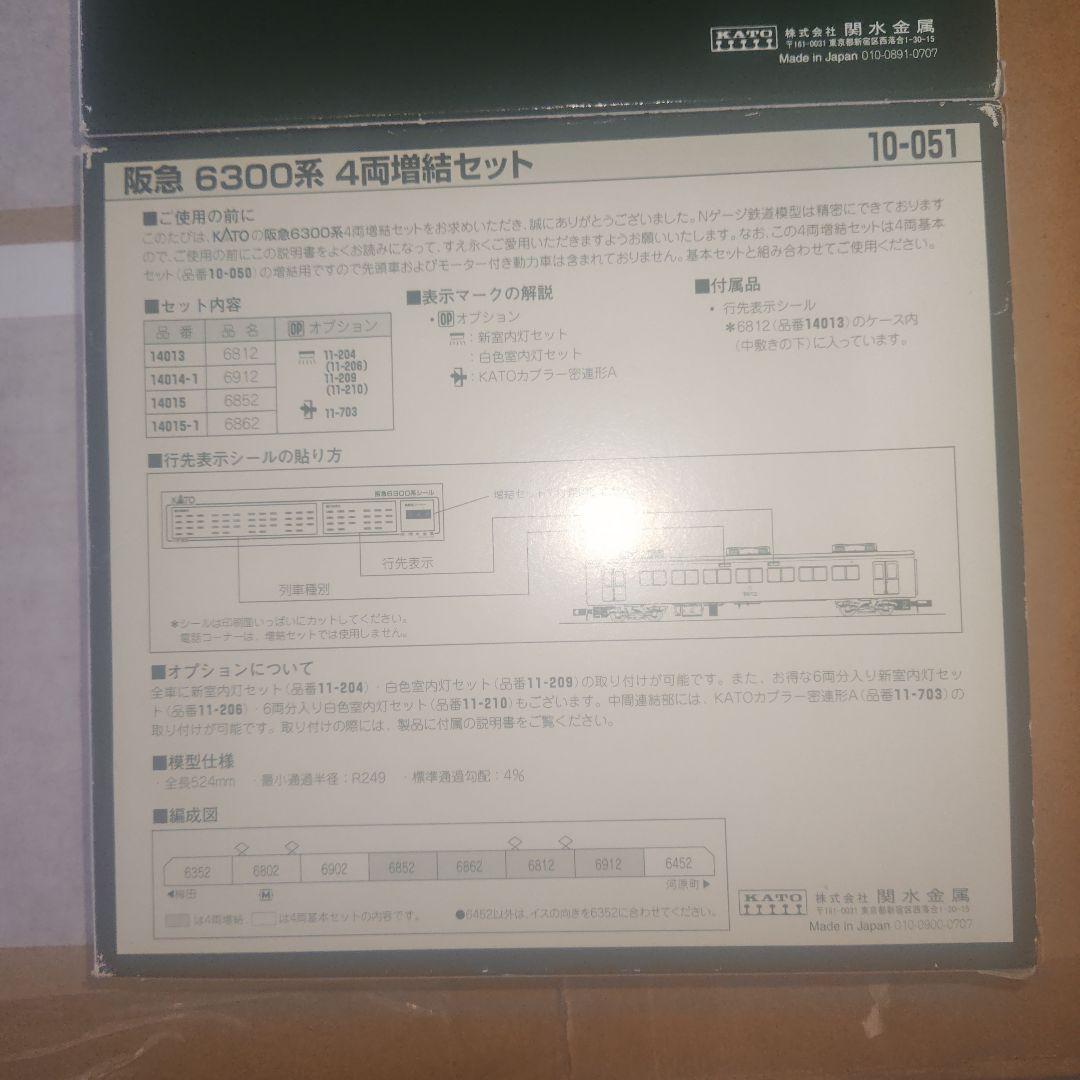 KATO 株式会社 関水金属
〒161-0031 東京都新宿区西落合1-30-15
Made in Japan 010-0891-0707
阪急 6300系 4両増結セット
10-051
■ご使用の前に
このたびは、KATOの阪急6300系4両増結セットをお求めいただき、誠にありがとうございました。Nゲージ鉄道模型は精密にできております
ので、ご使用の前にこの説明書をよくお読みになって、すえ永くご愛用いただきますようお願いいたします。なお、この4両増結セットは4両基本
セット(品番10-050)の増結用ですので先頭車およびモーター付き動力車は含まれておりません。基本セットと組み合わせてご使用ください。
■セット内容
品番 品名 OPオプション
14013 6812
14014-1 6912
14015 6852
14015-1 6862
11-204
(11-206)
11-209
(11-210)
11-703
■表示マークの解説
・OPオプション
：新室内灯セット
：白色室内灯セット
：KATOカプラー密連形A
■付属品
・ 行先表示シール
＊6812(品番14013)のケース内
(中敷きの下)に入っています。
■行先表示シールの貼り方
KATO
阪急6300系シール
増結セット
行先表示
列車種別
＊シールは印刷面いっぱいにカットしてください。
電話コーナーは、増結セットでは使用しません。
■オプションについて
全車に新室内灯セット(品番11-204)・白色室内灯セット(品番11-209)の取り付けが可能です。また、お得な6両分入り新室内灯セッ
ト(品番11-206)・6両分入り白色室内灯セット(品番11-210)もございます。中間連結部には、KATOカプラー密連形A(品番11-703)の
取り付けが可能です。取り付けの際には、製品に付属の説明書をご覧ください。
■模型仕様
・全長524mm ・最小通過半径：R249 ・標準通過勾配：4%
■編成図
6352 6802 6902 6852 6862 6812 6912 6452
◀梅田 M 河原町▶
は4両増結、 は4両基本セットの内容です。 ●6452以外は、イスの向きを6352に合わせてください。
KATO 株式会社 関水金属
〒161-0031 東京都新宿区西落合1-30-15
Made in Japan 010-0900-0707